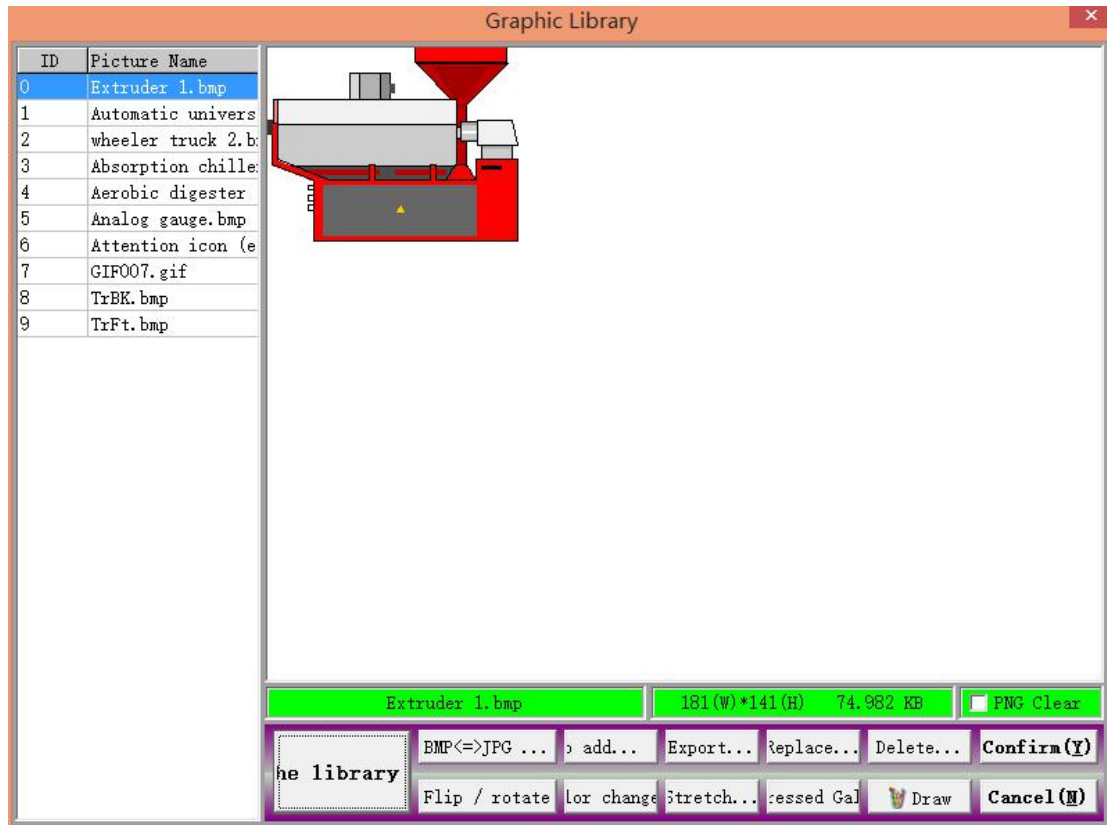 Graphic Library
ID Picture Name
0 Extruder 1.bmp
1 Automatic univers
2 wheeler truck 2.b
3 Absorption chille
4 Aerobic digester
5 Analog gauge.bmp
6 Attention icon (e
7 GIF007.gif
8 TrBK.bmp
9 TrFt.bmp
Extruder 1.bmp 181(W)*141(H) 74.982 KB PNG Clear
BMP<=>JPG ... add... Export... Replace... Delete... Confirm(Y)
he library
Flip / rotate lor change Stretch... ressed Gal Draw Cancel(N)